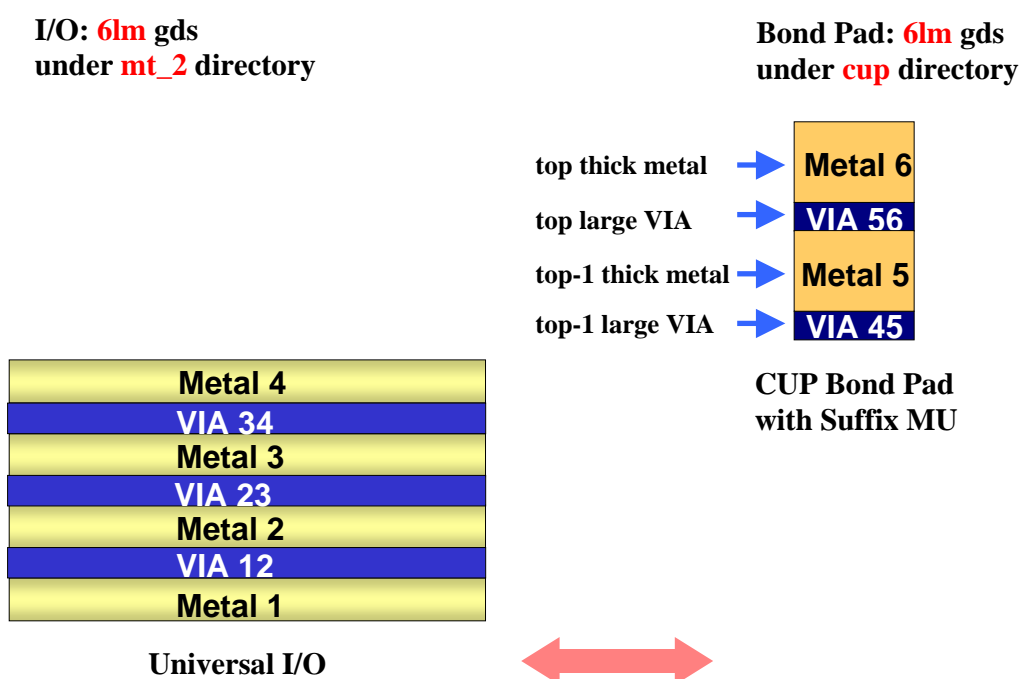 I/O: 6lm gds
under mt_2 directory
Bond Pad: 6lm gds
under cup directory
top thick metal
Metal 6
top large VIA
VIA 56
top-1 thick metal
Metal 5
top-1 large VIA
VIA 45
CUP Bond Pad
with Suffix MU
Metal 4
VIA 34
Metal 3
VIA 23
Metal 2
VIA 12
Metal 1
Universal I/O